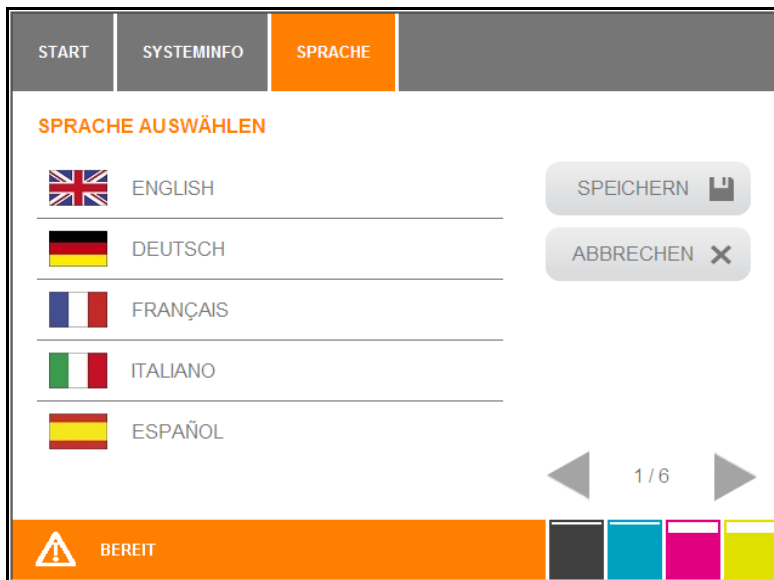 START SYSTEMINFO SPRACHE
SPRACHE AUSWÄHLEN
ENGLISH
DEUTSCH
FRANÇAIS
ITALIANO
ESPAÑOL
SPEICHERN
ABBRECHEN
1 / 6
BEREIT